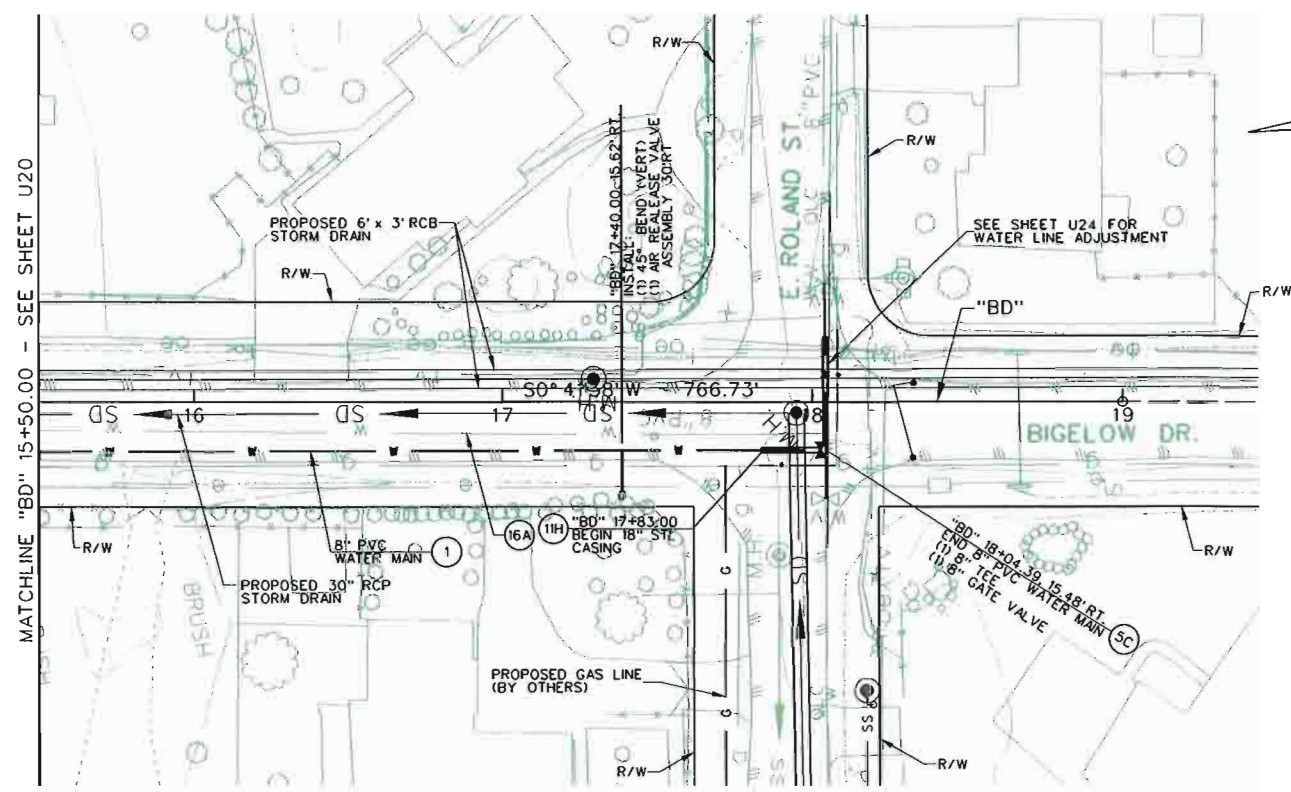 MATCHLINE "BD" 15+50.00 - SEE SHEET U20
R/W
R/W
E. ROLAND ST.
6"PVC
"BD" 17+40.00, 15.62' RT.
INSTALL:
(1) 45° BEND (VERT)
(1) AIR REALEASE VALVE
ASSEMBLY 30'RT
PROPOSED 6' x 3' RCB
STORM DRAIN
SEE SHEET U24 FOR
WATER LINE ADJUSTMENT
R/W
"BD"
R/W
766.73'
16
17
18
19
SD
SD
SD
8"PVC
BIGELOW DR.
8" PVC
WATER MAIN
1
16A
11H
"BD" 17+83.00
BEGIN 18" STL
CASING
R/W
PROPOSED 30" RCP
STORM DRAIN
BRUSH
"BD" 18+04.39, 15.48' RT.
END 8" PVC WATER MAIN
(1) 8" TEE
(1) 8" GATE VALVE
5C
R/W
G
MH
PROPOSED GAS LINE
(BY OTHERS)
G
SS
SS
R/W
R/W